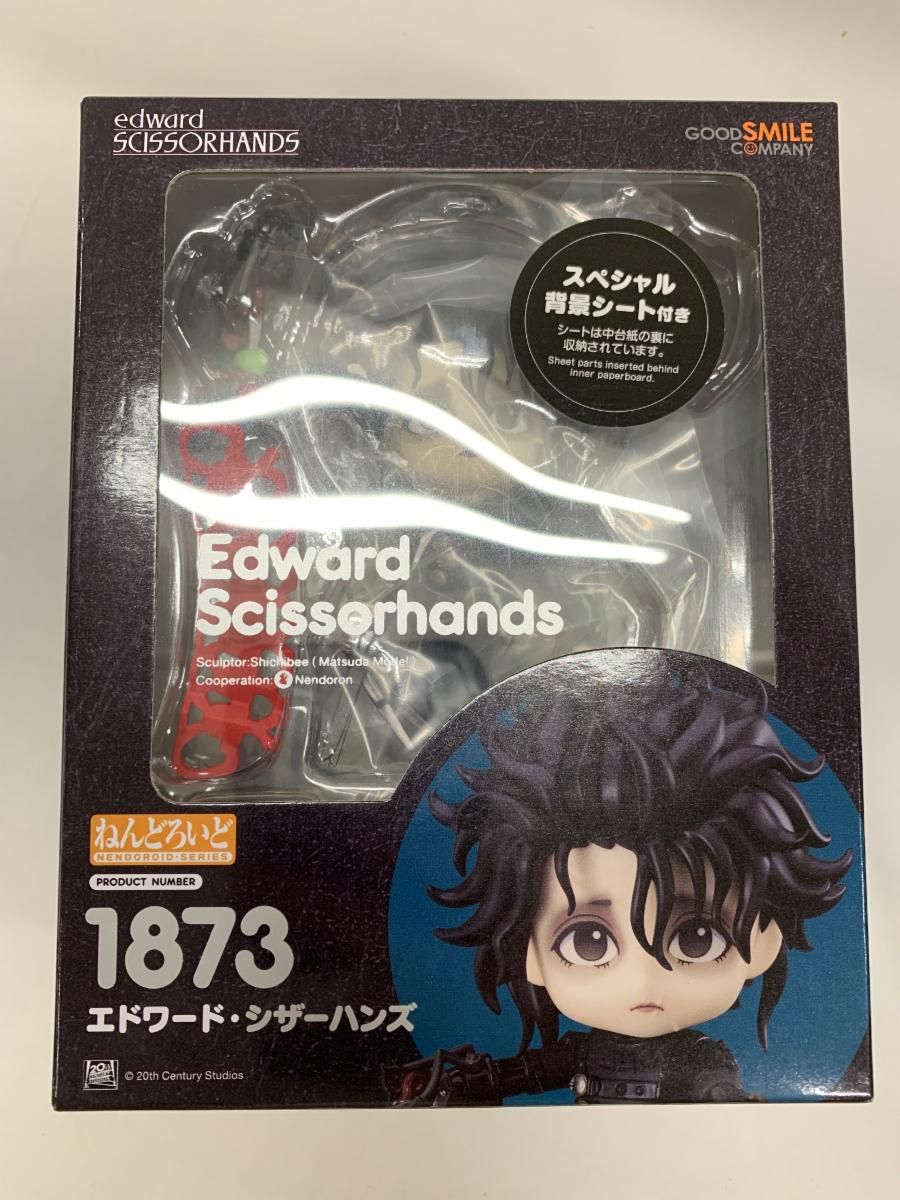 edward
SCISSORHANDS
GOOD SMILE
COMPANY
スペシャル
背景シート付き
シートは中台紙の裏に
収納されています。
Sheet parts inserted behind
inner paperboard.
Edward
Scissorhands
Sculptor:Shichibee ( Matsuda Model )
Cooperation: Nendoron
ねんどろいど
NENDOROID・SERIES
PRODUCT NUMBER
1873
エドワード・シザーハンズ
© 20th Century Studios